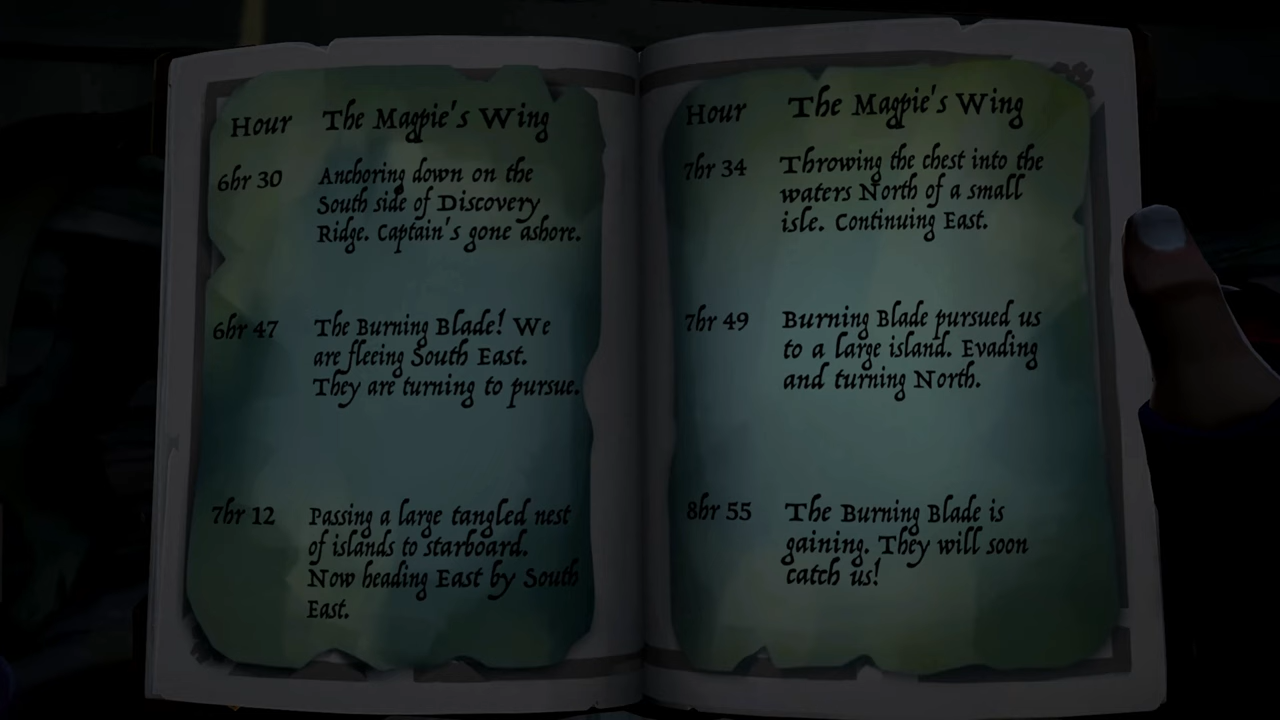 Hour The Magpie's Wing
6hr 30 Anchoring down on the
South side of Discovery
Ridge. Captain's gone ashore.
6hr 47 The Burning Blade! We
are fleeing South East.
They are turning to pursue.
7hr 12 Passing a large tangled nest
of islands to starboard.
Now heading East by South
East.
Hour The Magpie's Wing
7hr 34 Throwing the chest into the
waters North of a small
isle. Continuing East.
7hr 49 Burning Blade pursued us
to a large island. Evading
and turning North.
8hr 55 The Burning Blade is
gaining. They will soon
catch us!